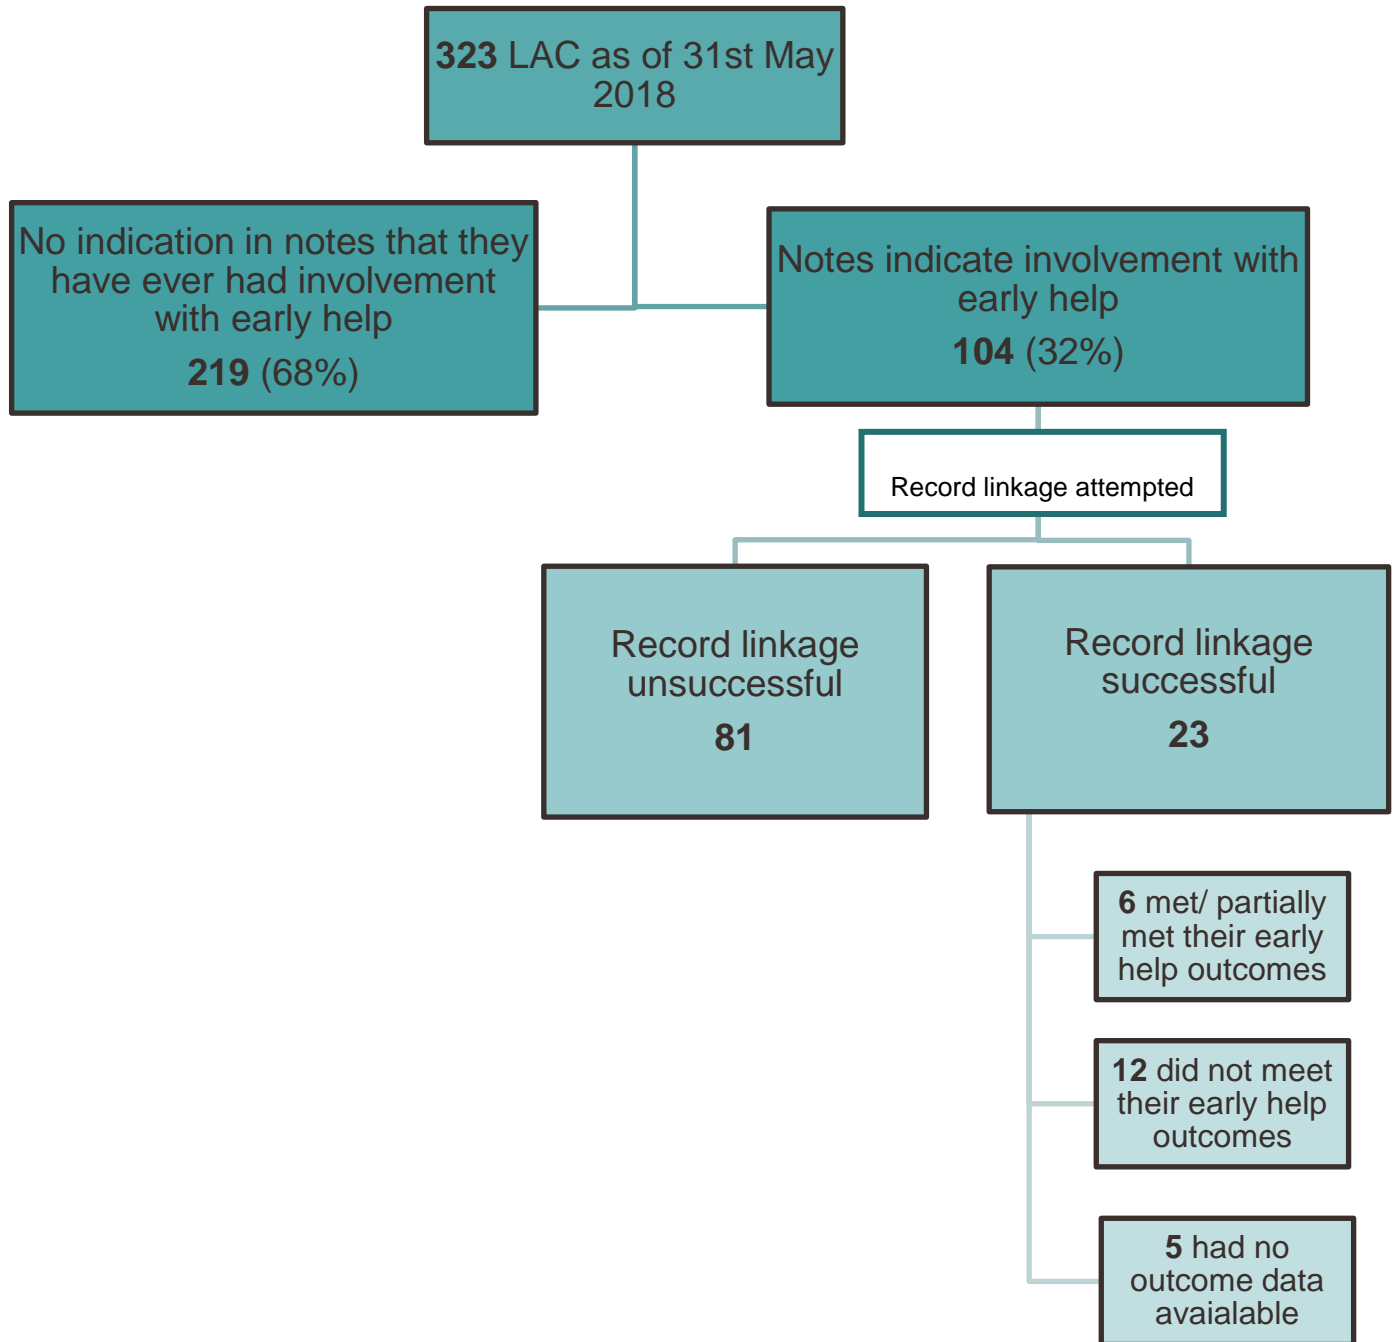 323 LAC as of 31st May
2018
No indication in notes that they
have ever had involvement
with early help
219 (68%)
Notes indicate involvement with
early help
104 (32%)
Record linkage attempted
Record linkage
unsuccessful
81
Record linkage
successful
23
6 met/ partially
met their early
help outcomes
12 did not meet
their early help
outcomes
5 had no
outcome data
avaialable